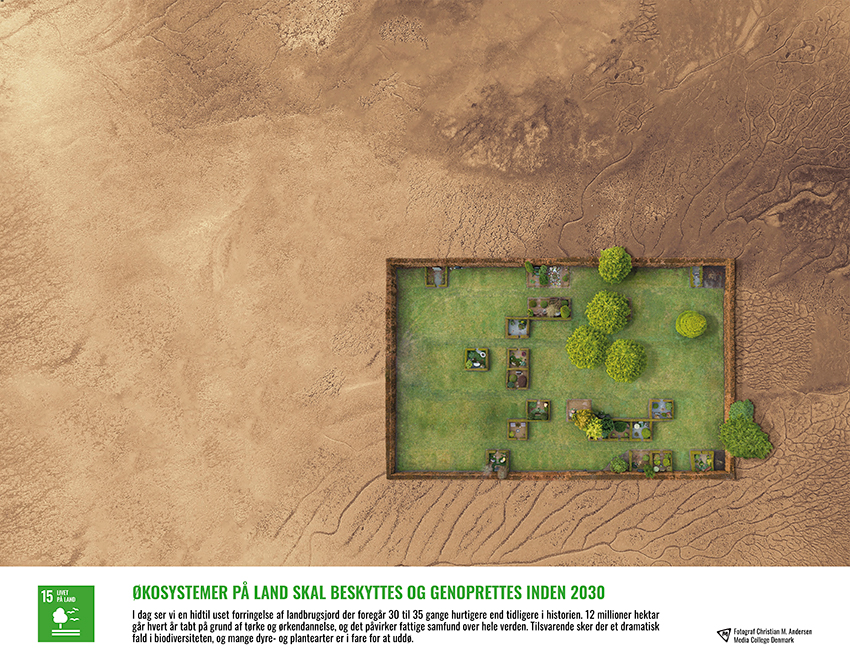 15 LIVET
PÅ LAND
ØKOSYSTEMER PÅ LAND SKAL BESKYTTES OG GENOPRETTES INDEN 2030
I dag ser vi en hidtil uset forringelse af landbrugsjord der foregår 30 til 35 gange hurtigere end tidligere i historien. 12 millioner hektar
går hvert år tabt på grund af tørke og ørkendannelse, og det påvirker fattige samfund over hele verden. Tilsvarende sker der et dramatisk
fald i biodiversiteten, og mange dyre- og plantearter er i fare for at uddø.
Fotograf Christian M. Andersen
Media College Denmark